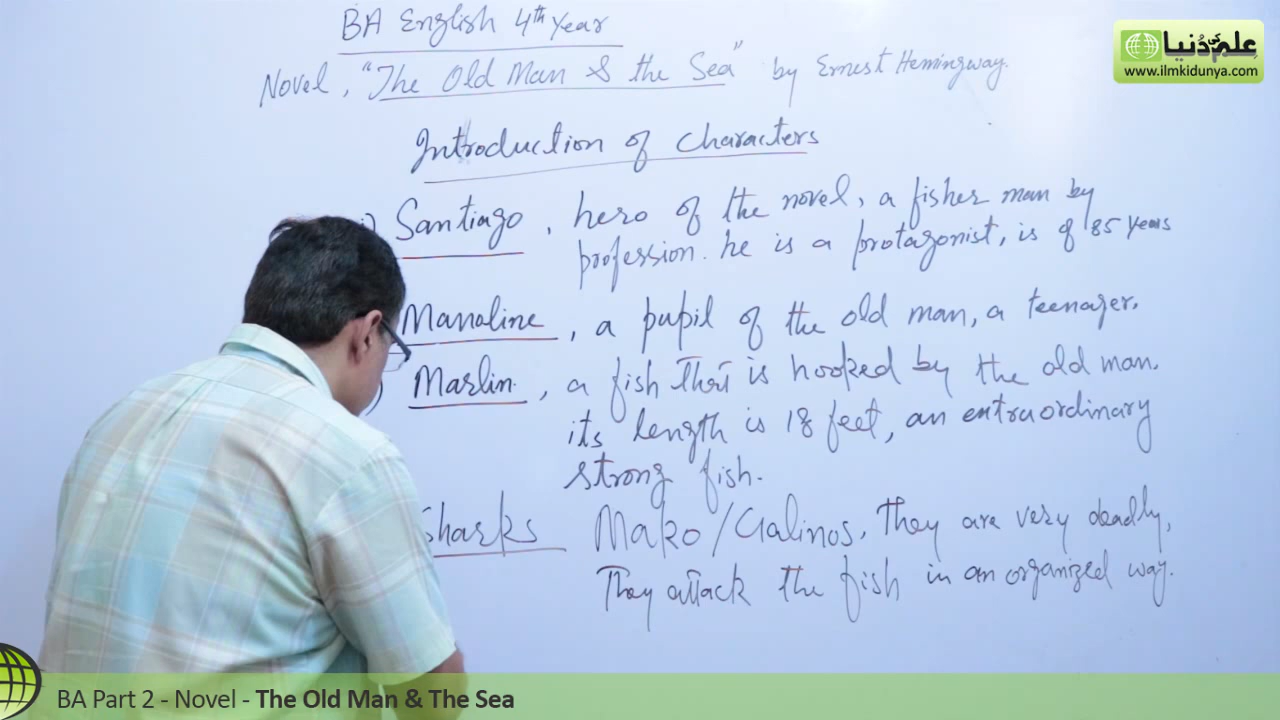 BA English 4th Year
Novel, "The Old Man & the Sea" by Ernest Hemingway.
علم کی دُنیا
www.ilmkidunya.com
Introduction of Characters
i) Santiago, hero of the novel, a fisher man by
profession. he is a protagonist, is of 85 years
Manoline, a pupil of the old man, a teenager.
) Marlin, a fish that is hooked by the old man.
its length is 18 feet, an extraordinary
strong fish.
Sharks Mako/Galinos. They are very deadly,
They attack the fish in an organized way.
BA Part 2 - Novel - The Old Man & The Sea